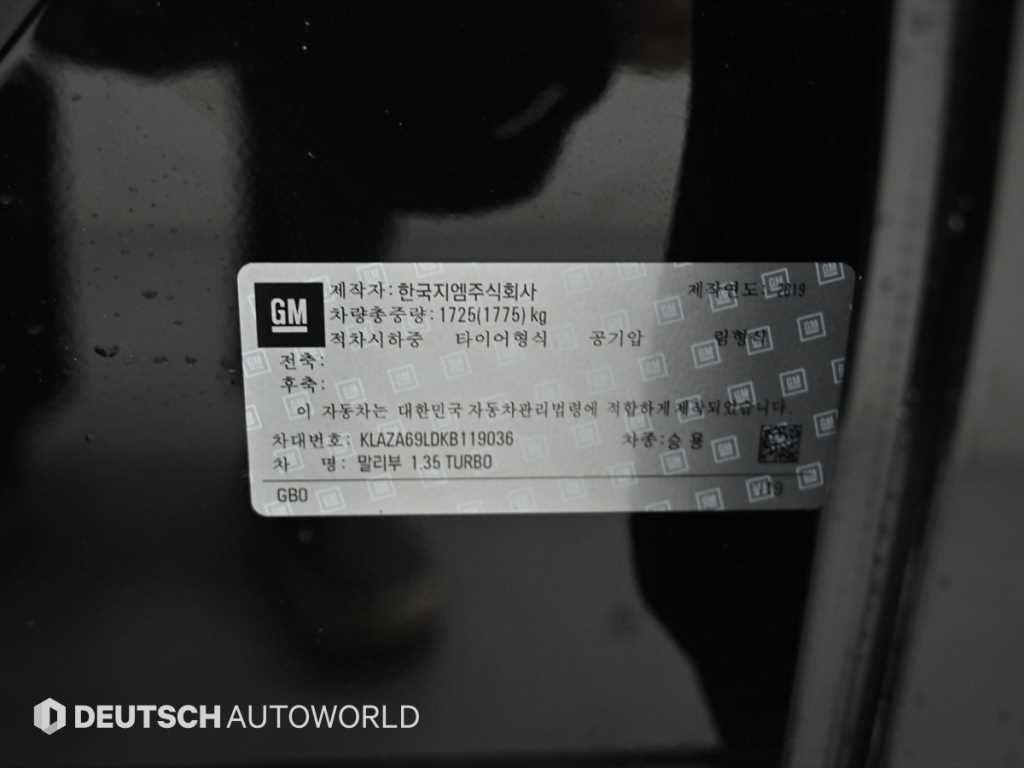 GM
제작자: 한국지엠주식회사 제작연도: 2019
차량총중량: 1725(1775) kg
적차시하중 타이어형식 공기압 림형식
전축:
후축:
이 자동차는 대한민국 자동차관리법령에 적합하게 제작되었습니다.
차대번호: KLAZA69LDKB119036 차종: 승용
차 명: 말리부 1.35 TURBO
GB0
DEUTSCH AUTOWORLD